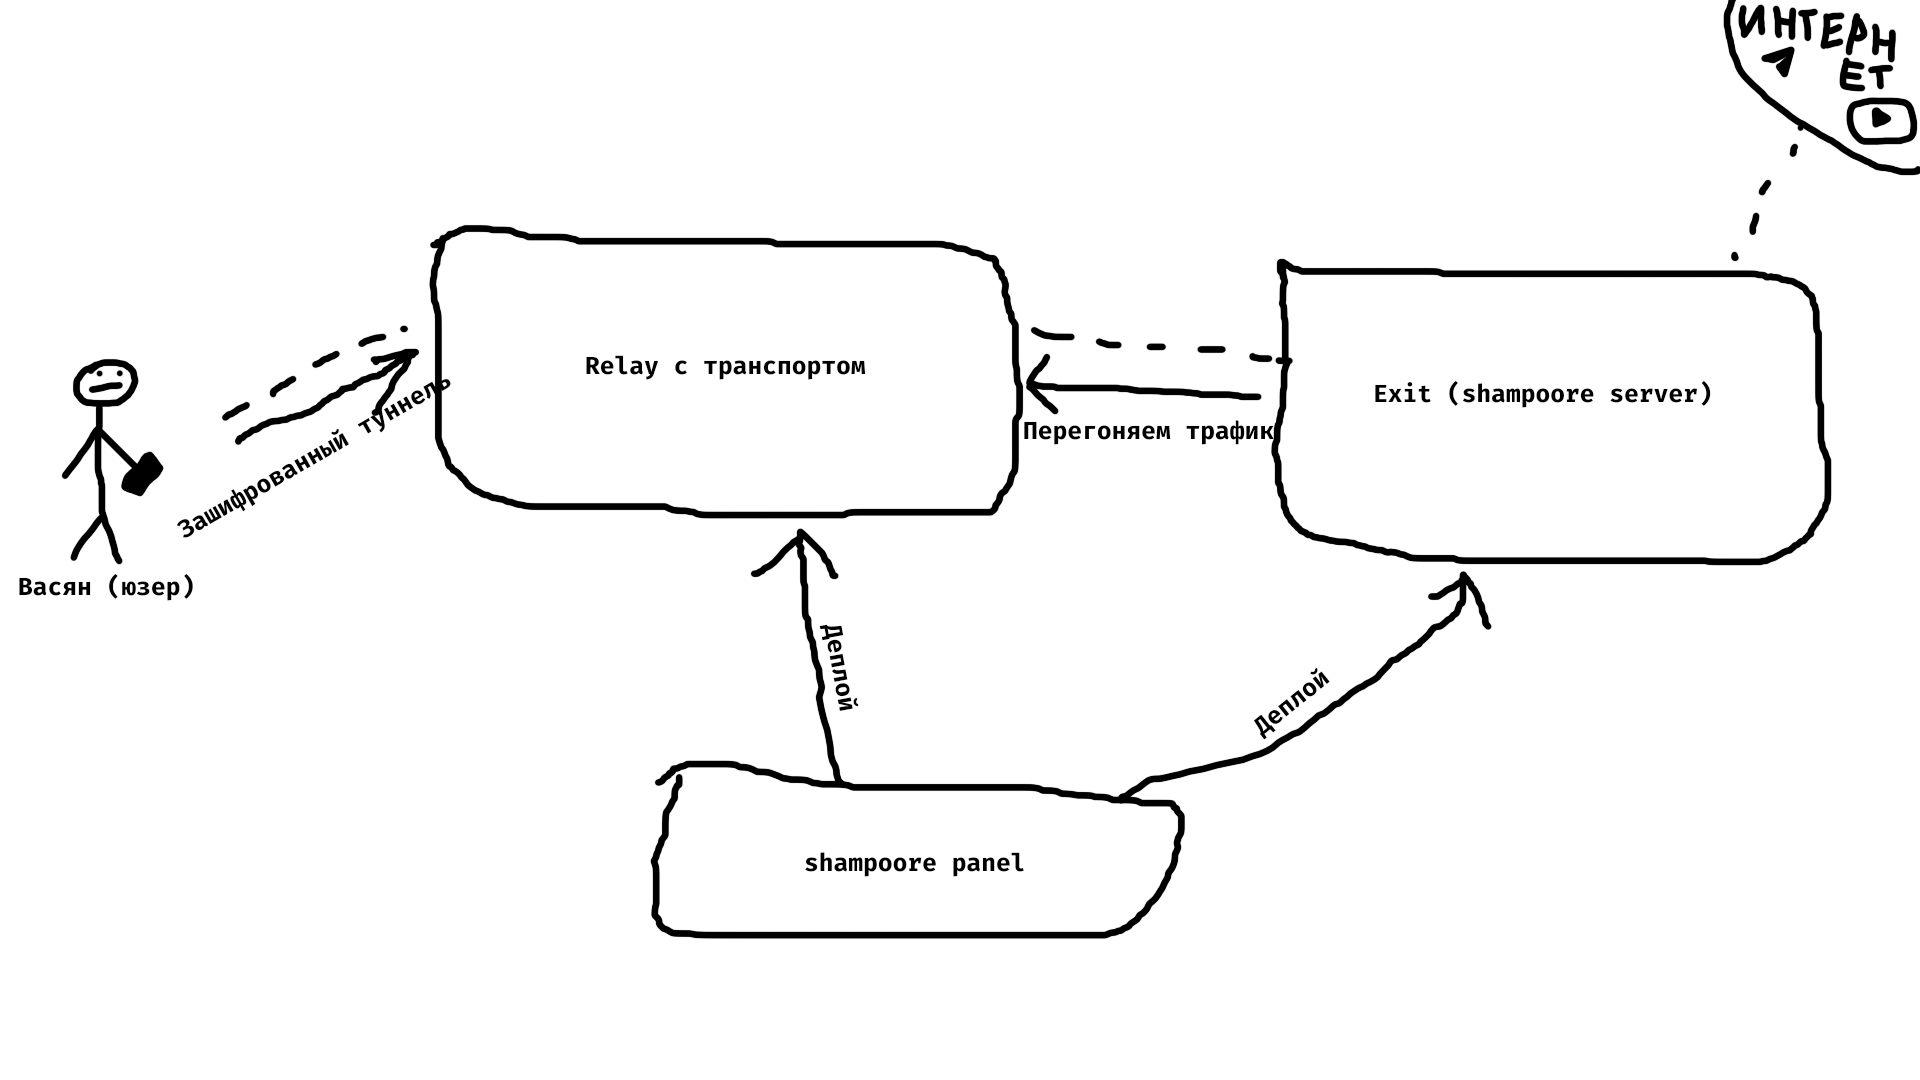 ИНТЕРН
ЕТ
Relay с транспортом
Exit (shampoore server)
Зашифрованный туннель
Перегоняем трафик
Васян (юзер)
Деплой
Деплой
shampoore panel